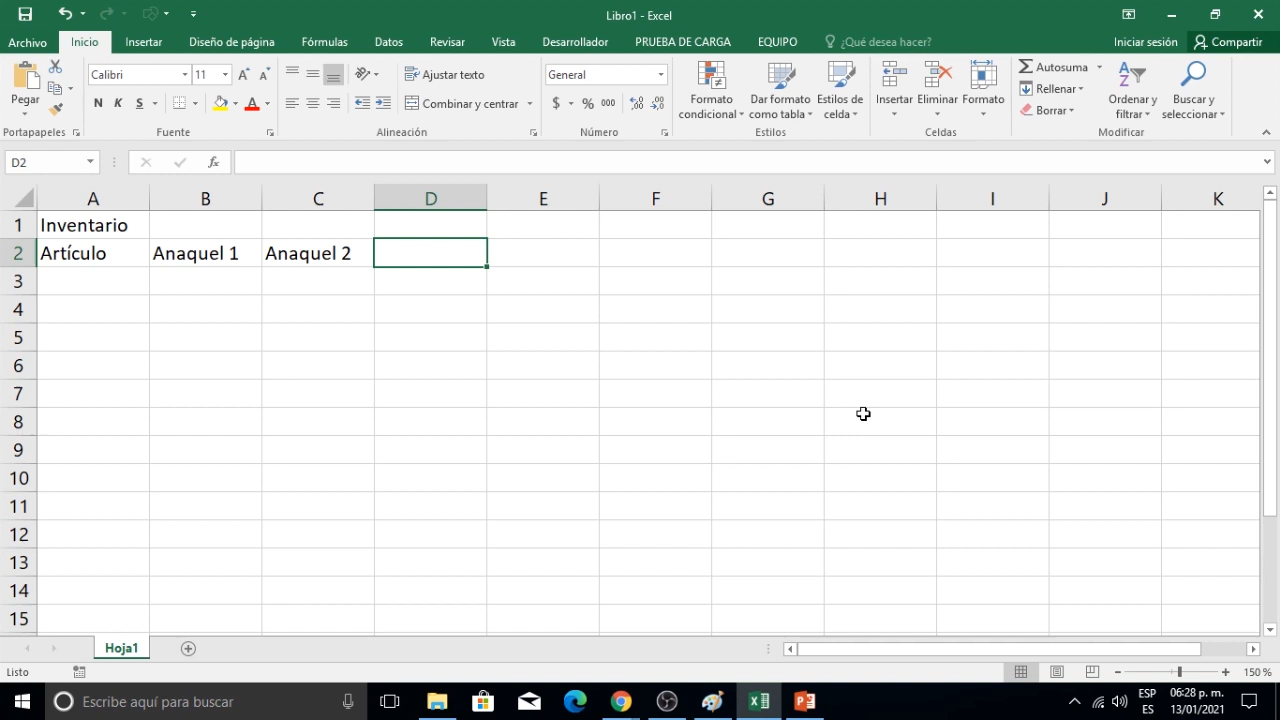 Libro1 - Excel
Archivo Inicio Insertar Diseño de página Fórmulas Datos Revisar Vista Desarrollador PRUEBA DE CARGA EQUIPO ¿Qué desea hacer? Iniciar sesión Compartir
Pegar
Portapapeles
Calibri 11
N K S
Fuente
Ajustar texto
Combinar y centrar
Alineación
General
$ % 000
Número
Formato condicional
Dar formato como tabla
Estilos de celda
Estilos
Insertar Eliminar Formato
Celdas
Autosuma
Rellenar
Borrar
Ordenar y filtrar
Buscar y seleccionar
Modificar
D2 fx
A B C D E F G H I J K
1 Inventario
2 Artículo Anaquel 1 Anaquel 2
3
4
5
6
7
8
9
10
11
12
13
14
15
Hoja1
Listo 150 %
Escribe aquí para buscar
ESP 06:28 p. m.
ES 13/01/2021